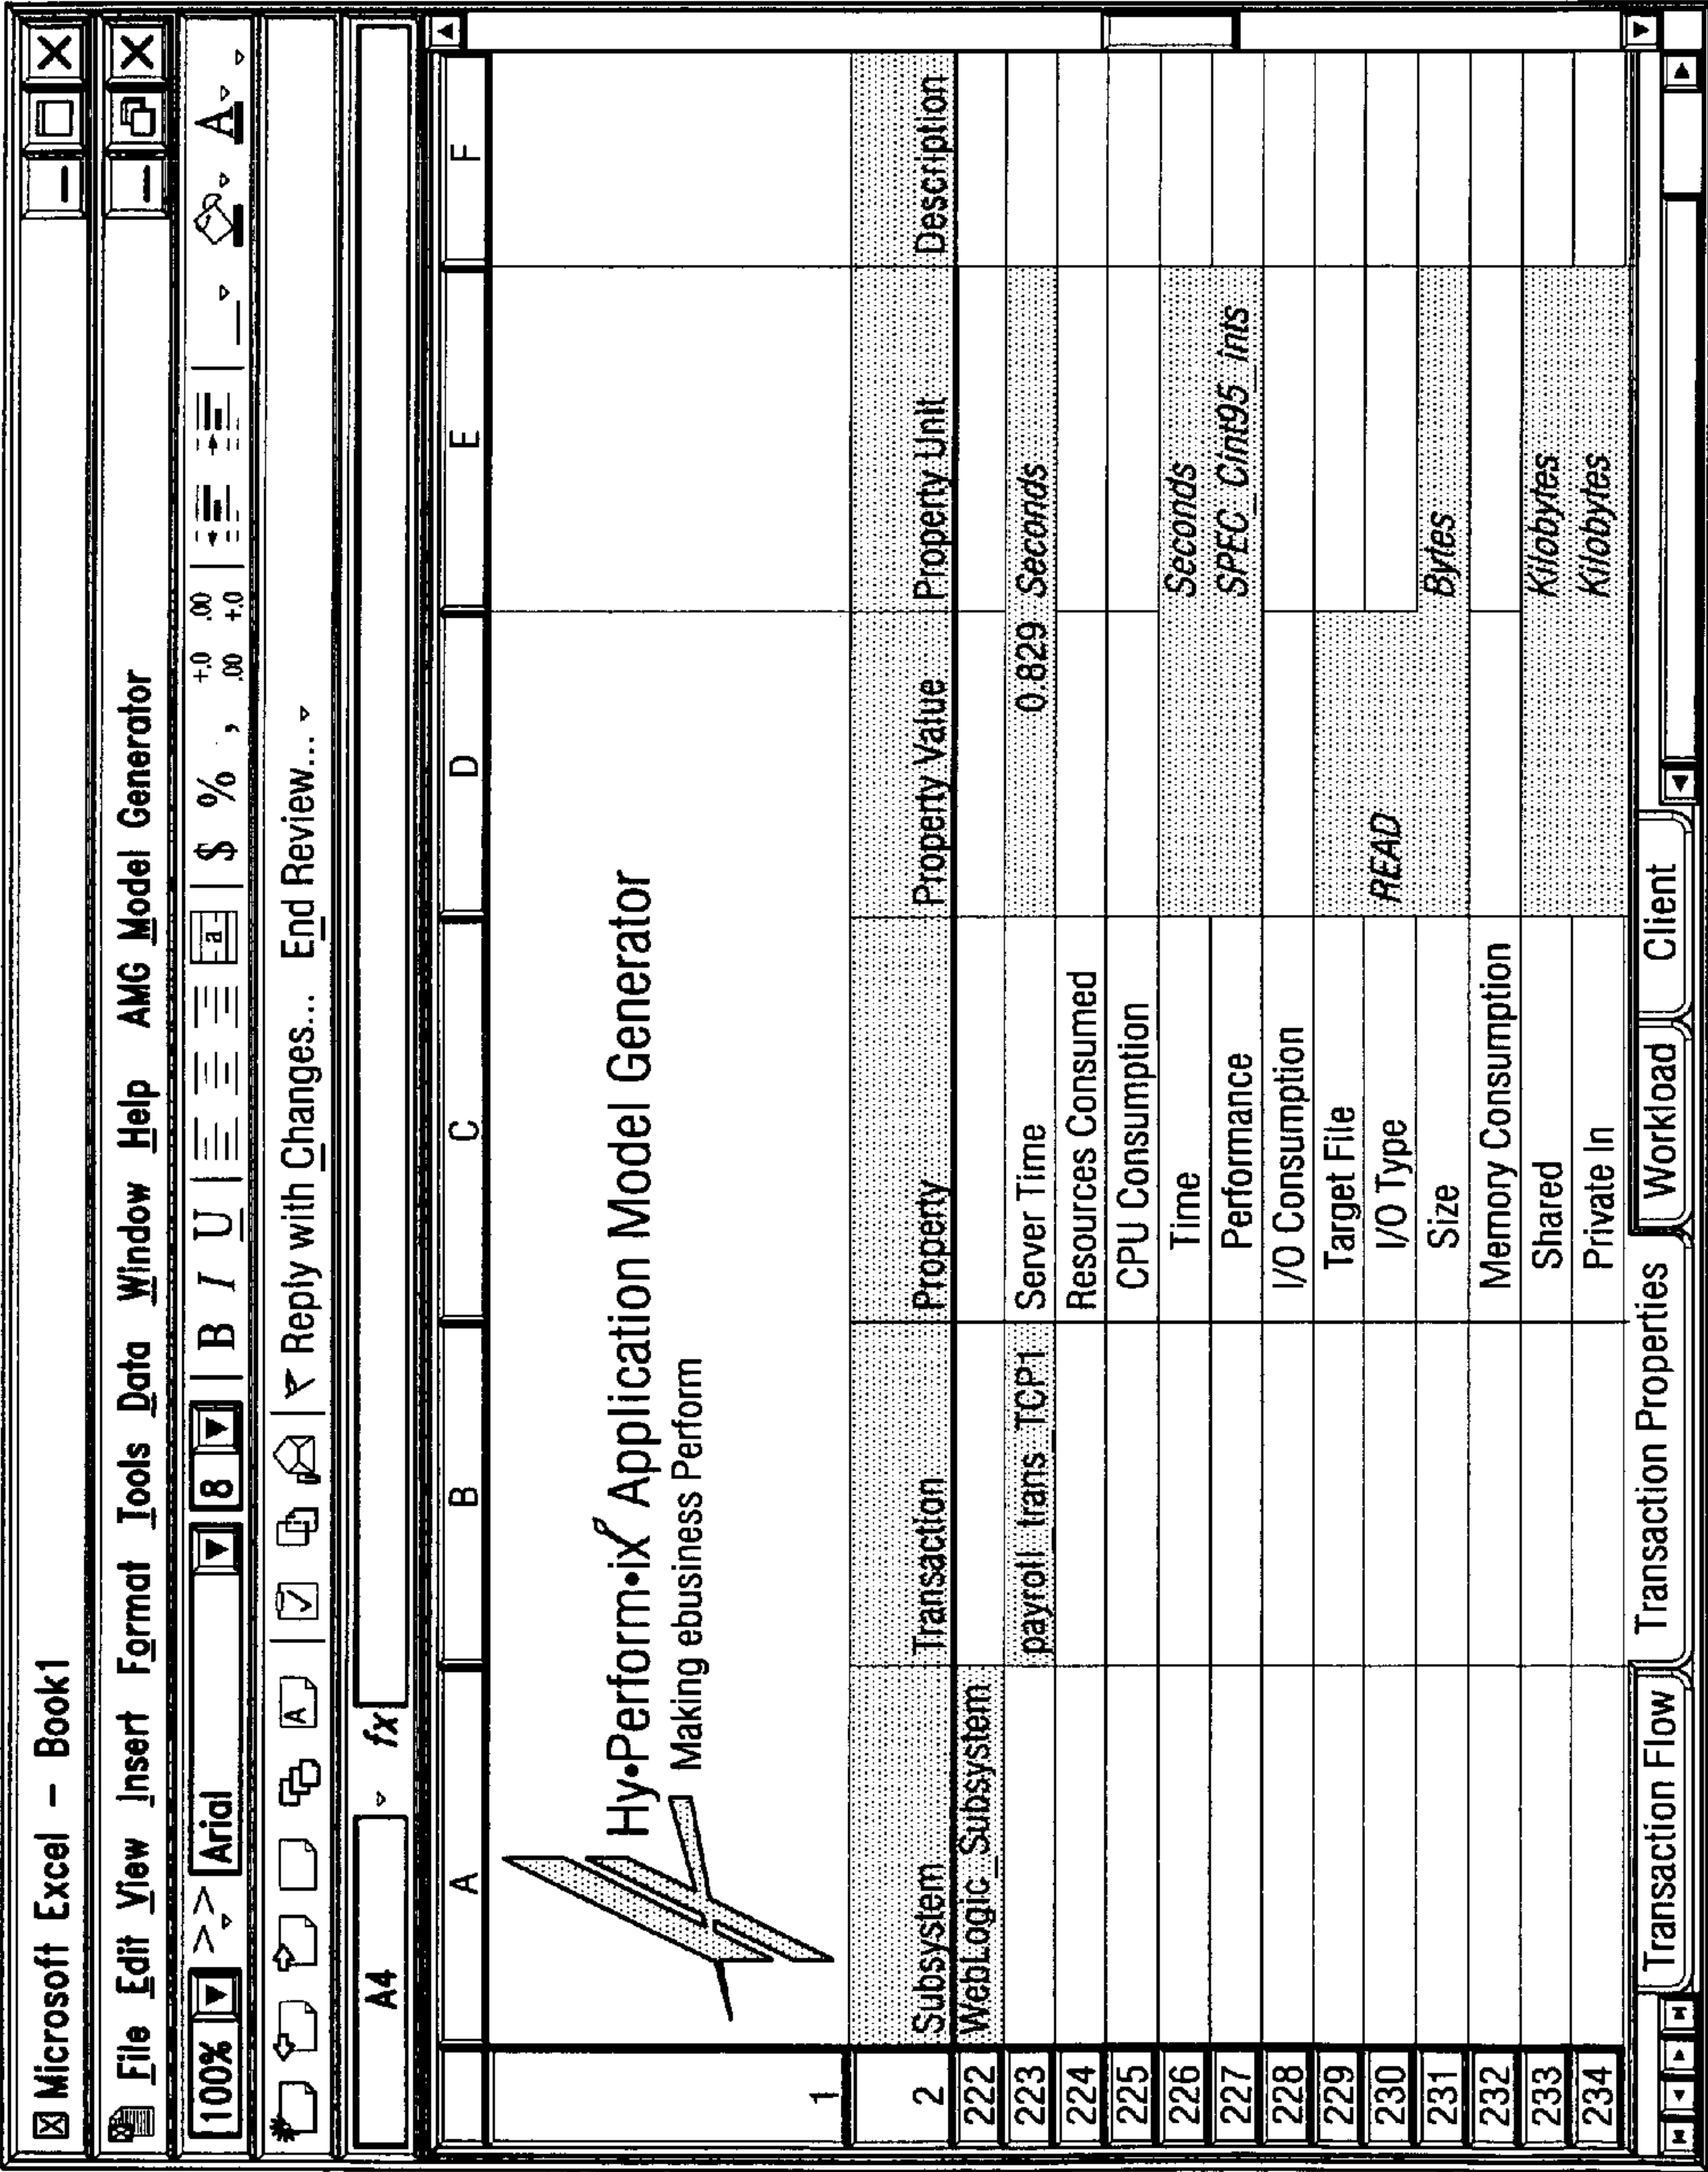 Microsoft Excel – Book1
File Edit View Insert Format Tools Data Window Help AMG Model Generator
100% >> Arial 8 B I U a $ % , +.0 .00 .00 +.0 A
A Reply with Changes... End Review...
A4 fx
A B C D E F
1 Hy•Perform•ix Application Model Generator
Making ebusiness Perform
2 Subsystem Transaction Property Property Value Property Unit Description
222 WebLogic_Subsystem
223 payroll_trans_TCP1 Server Time 0.829 Seconds
224 Resources Consumed
225 CPU Consumption
226 Time Seconds
227 Performance SPEC_Cint95_ints
228 I/O Consumption
229 Target File
230 I/O Type READ
231 Size Bytes
232 Memory Consumption
233 Shared Kilobytes
234 Private In Kilobytes
Transaction Flow Transaction Properties Workload Client